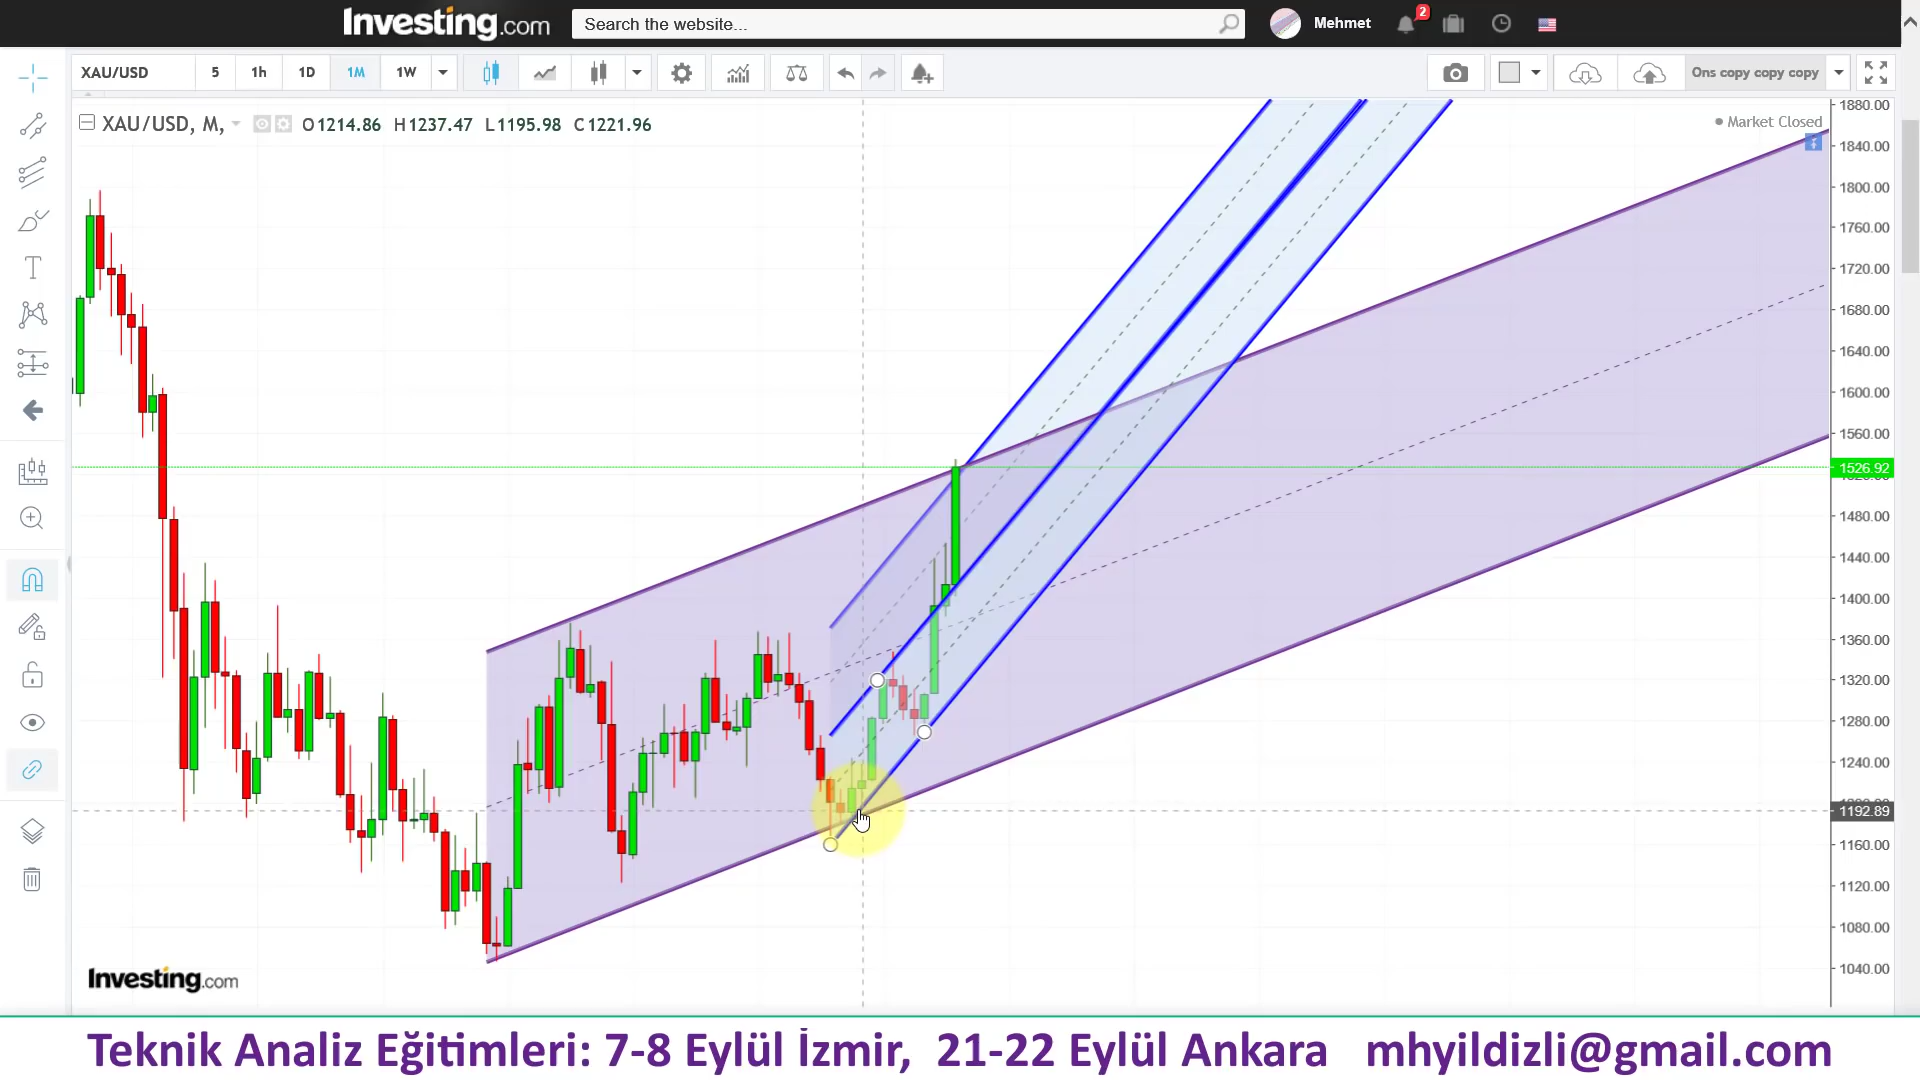 Investing.com
Search the website...
Mehmet
2
XAU/USD 5 1h 1D 1M 1W
Ons copy copy copy
XAU/USD, M, O1214.86 H1237.47 L1195.98 C1221.96
Market Closed
1880.00
1840.00
1800.00
1760.00
1720.00
1680.00
1640.00
1600.00
1560.00
1526.92
1480.00
1440.00
1400.00
1360.00
1320.00
1280.00
1240.00
1192.89
1160.00
1120.00
1080.00
1040.00
Investing.com
Teknik Analiz Eğitimleri: 7-8 Eylül İzmir, 21-22 Eylül Ankara mhyildizli@gmail.com